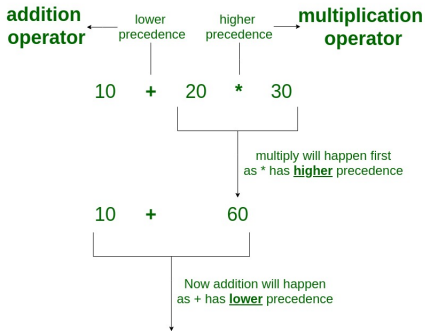 addition
operator
lower
precedence
higher
precedence
multiplication
operator
10 + 20 * 30
multiply will happen first
as * has higher precedence
10 + 60
Now addition will happen
as + has lower precedence